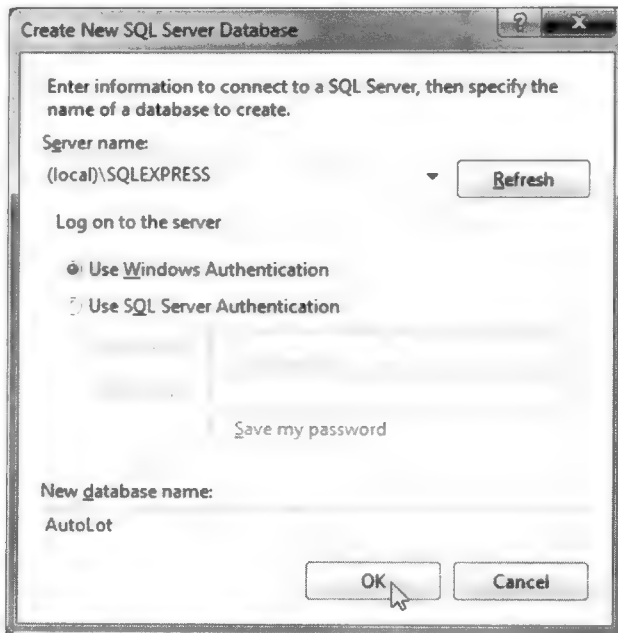 Create New SQL Server Database
?
x
Enter information to connect to a SQL Server, then specify the
name of a database to create.
Server name:
(local)\SQLEXPRESS
Refresh
Log on to the server
Use Windows Authentication
Use SQL Server Authentication
Save my password
New database name:
AutoLot
OK
Cancel